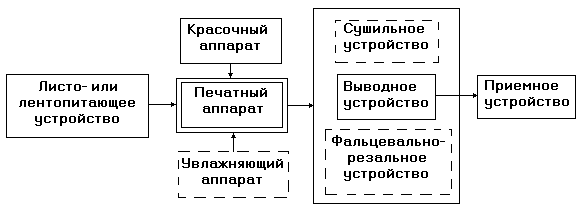 Красочный
аппарат
Сушильное
устройство
Листо- или
лентопитающее
устройство
Печатный
аппарат
Выводное
устройство
Приемное
устройство
Увлажняющий
аппарат
Фальцевально-
резальное
устройство